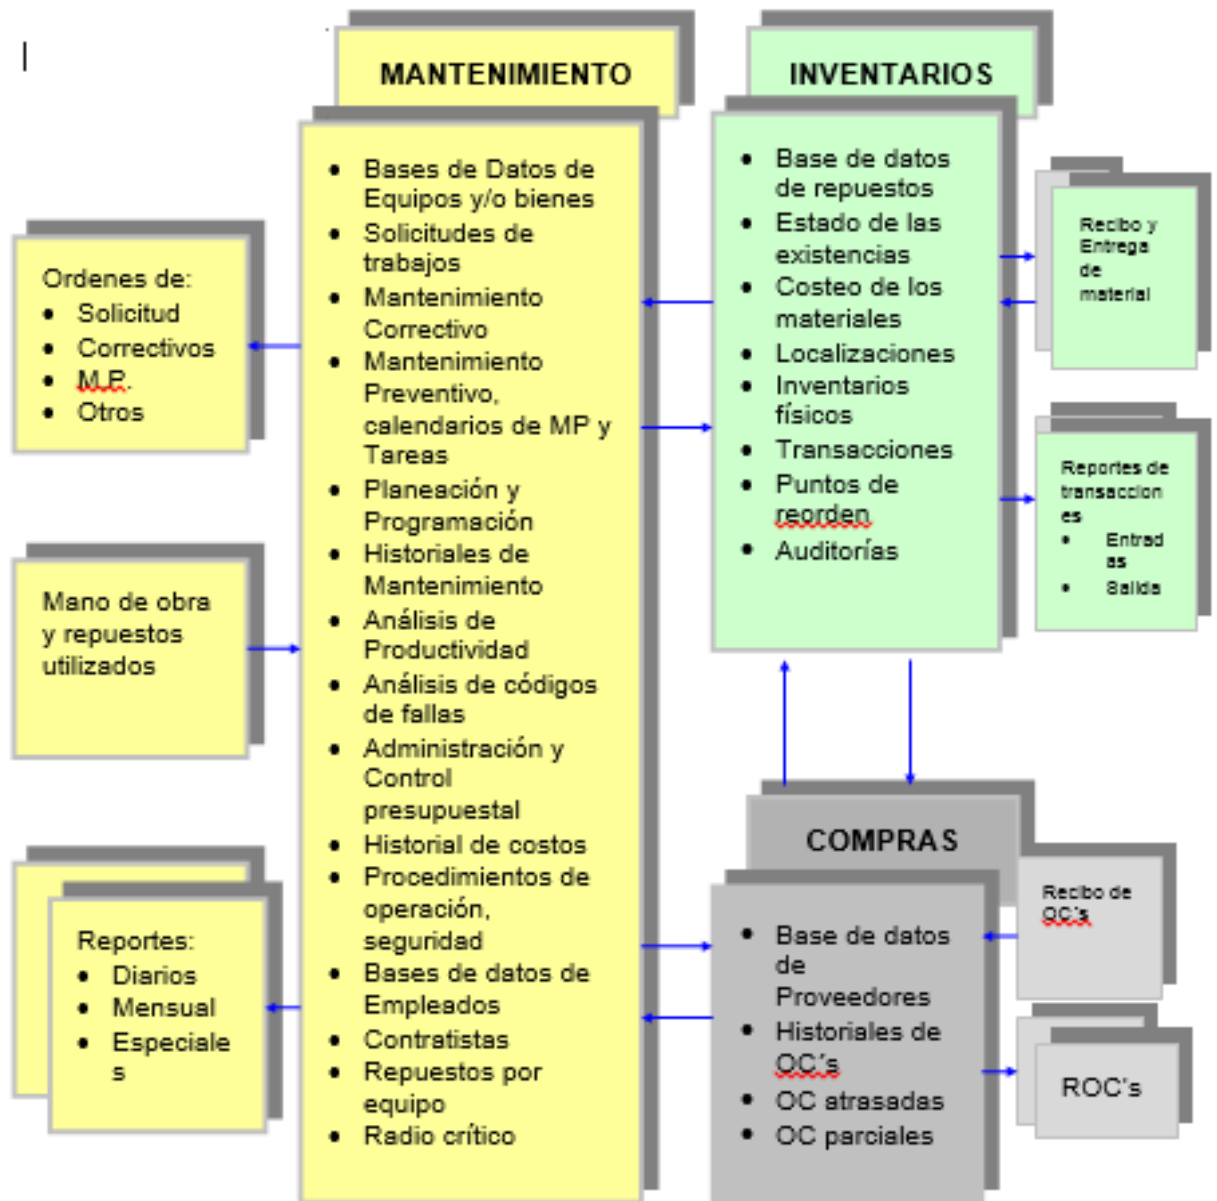 MANTENIMIENTO
Bases de Datos de
Equipos y/o bienes
Solicitudes de
trabajos
Mantenimiento
Correctivo
Mantenimiento
Preventivo,
calendarios de MP y
Tareas
Planeación y
Programación
Historiales de
Mantenimiento
Análisis de
Productividad
Análisis de códigos
de fallas
Administración y
Control
presupuestal
Historial de costos
Procedimientos de
operación,
seguridad
Bases de datos de
Empleados
Contratistas
Repuestos por
equipo
Radio crítico
Ordenes de:
Solicitud
Correctivos
M.P.
Otros
Mano de obra
y repuestos
utilizados
Reportes:
Diarios
Mensual
Especiale
s
INVENTARIOS
Base de datos
de repuestos
Estado de las
existencias
Costeo de los
materiales
Localizaciones
Inventarios
físicos
Transacciones
Puntos de
reorden
Auditorías
Recibo y
Entrega
de
material
Reportes de
transaccion
es
Entrad
as
Salida
COMPRAS
Base de datos
de
Proveedores
Historiales de
OC's
OC atrasadas
OC parciales
Recibo de
OC's
ROC's